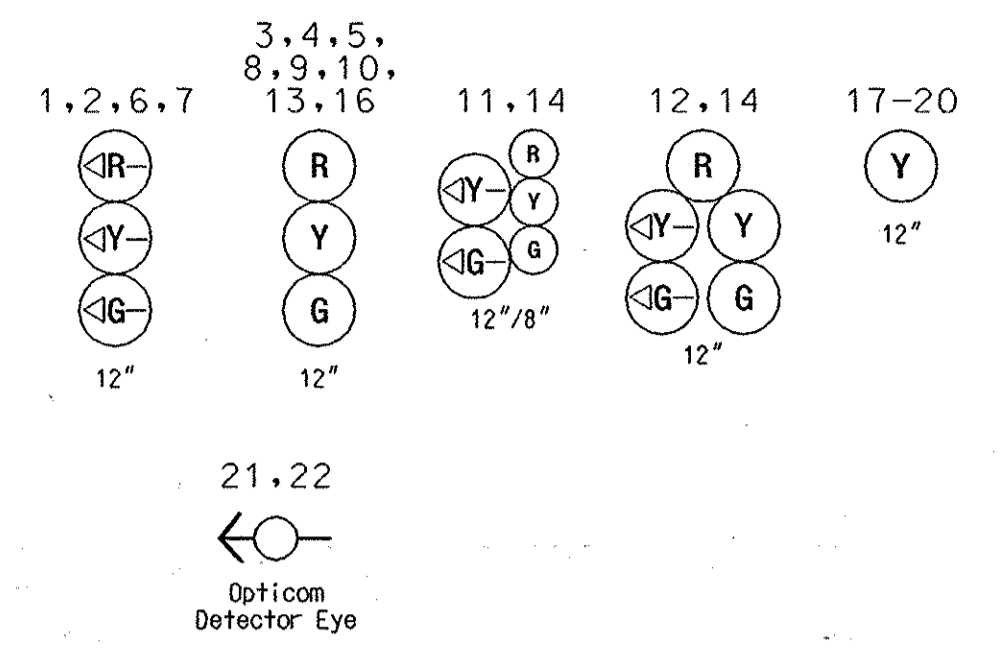 3,4,5,
8,9,10,
1,2,6,7
13,16
11,14
12,14
17-20
R
Y
G
12"
R
Y
G
12"
R
Y
G
Y
G
12"/8"
R
Y
Y
G
G
12"
Y
12"
21,22
Opticom
Detector Eye